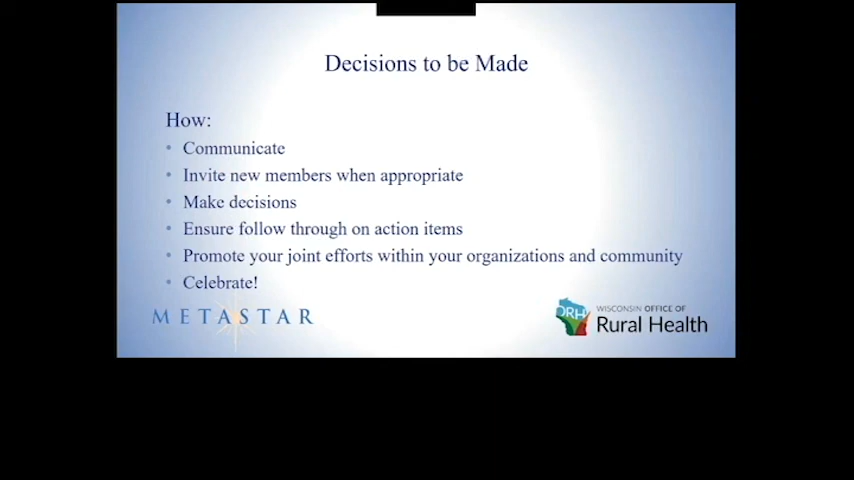 Decisions to be Made
How:
• Communicate
• Invite new members when appropriate
• Make decisions
• Ensure follow through on action items
• Promote your joint efforts within your organizations and community
• Celebrate!
METASTAR
ORH
WISCONSIN OFFICE OF
Rural Health